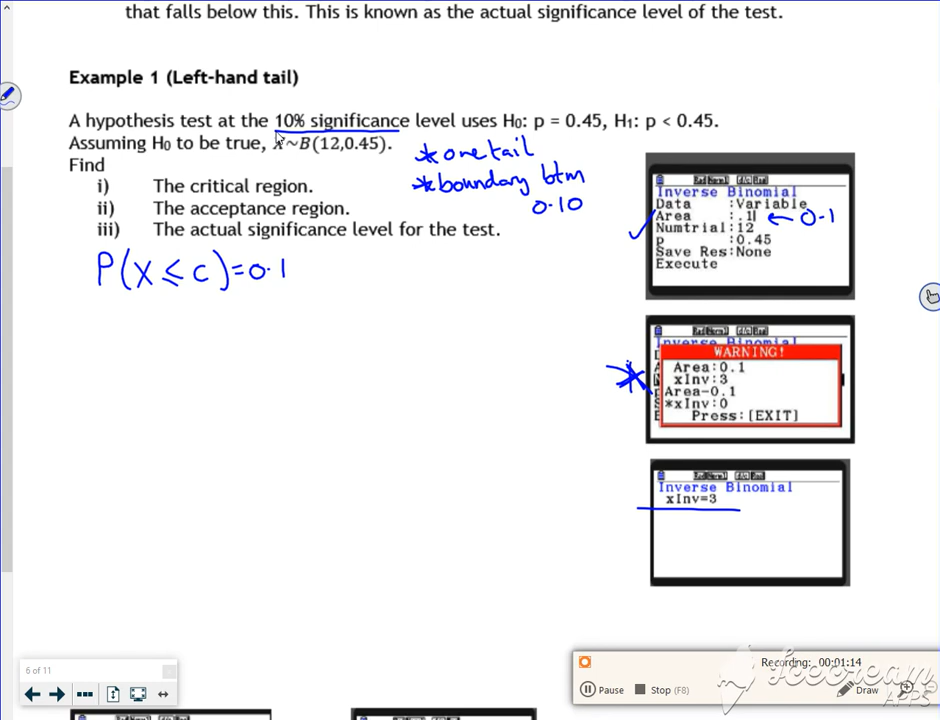 that falls below this. This is known as the actual significance level of the test.
Example 1 (Left-hand tail)
A hypothesis test at the 10% significance level uses H₀: p = 0.45, H₁: p < 0.45.
Assuming H₀ to be true, x~B(12,0.45).
* one tail
Find
* boundary btm
0.10
i) The critical region.
ii) The acceptance region.
iii) The actual significance level for the test.
P(X ≤ c) = 0.1
Inverse Binomial
Data :Variable
Area :.1 ← 0.1
Numtrial:12
p :0.45
Save Res:None
Execute
Inverse Binomial
WARNING!
Area:0.1
xInv:3
Area-0.1
*xInv:0
Press:[EXIT]
Inverse Binomial
xInv=3
6 of 11
Recording: 00:01:14
Pause
Stop (F8)
Draw
Icecream
APPS